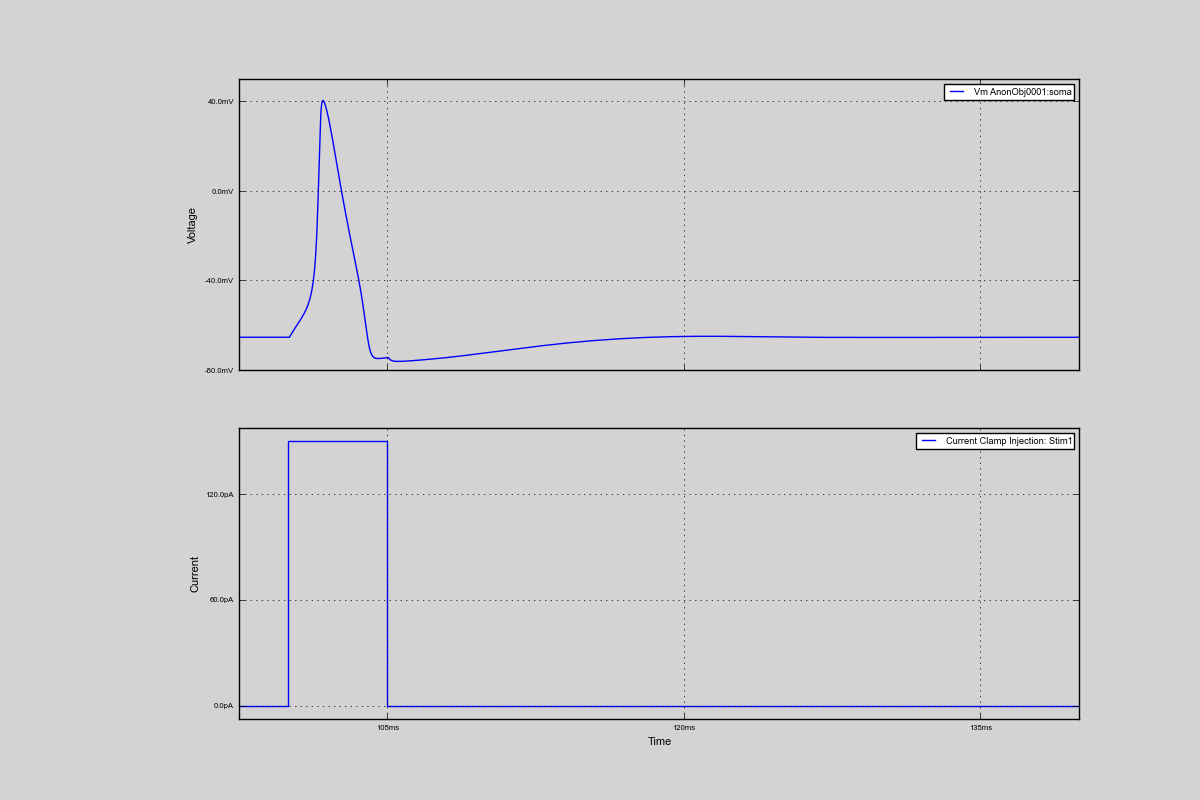 Vm AnonObj0001:soma
40.0mV
0.0mV
-40.0mV
-80.0mV
Voltage
Current Clamp Injection: Stim1
120.0pA
60.0pA
0.0pA
Current
105ms 120ms 135ms
Time